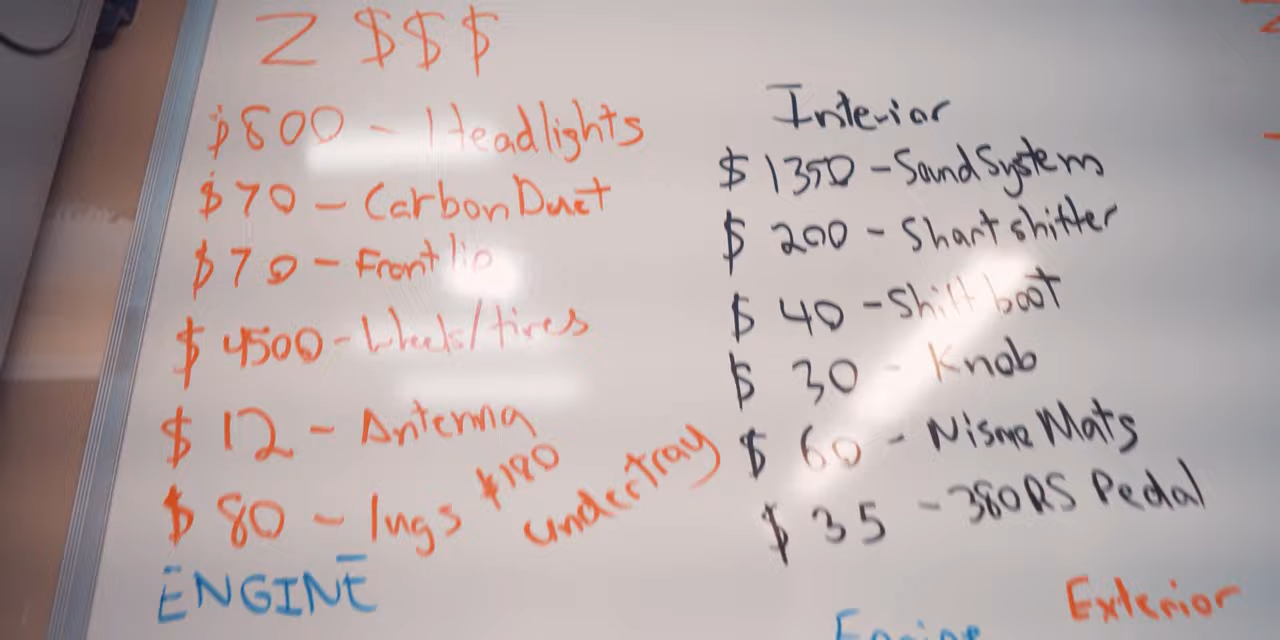 Z $$$
$800 - Headlights
$70 - Carbon Duct
$70 - Front lip
$4500 - Wheels/tires
$12 - Antenna
$80 - lugs $180 undertray
ENGINE
Interior
$1350 - Sound System
$200 - Short shifter
$40 - Shift boot
$30 - Knob
$60 - Nismo Mats
$35 - 380RS Pedal
Exterior
Engine